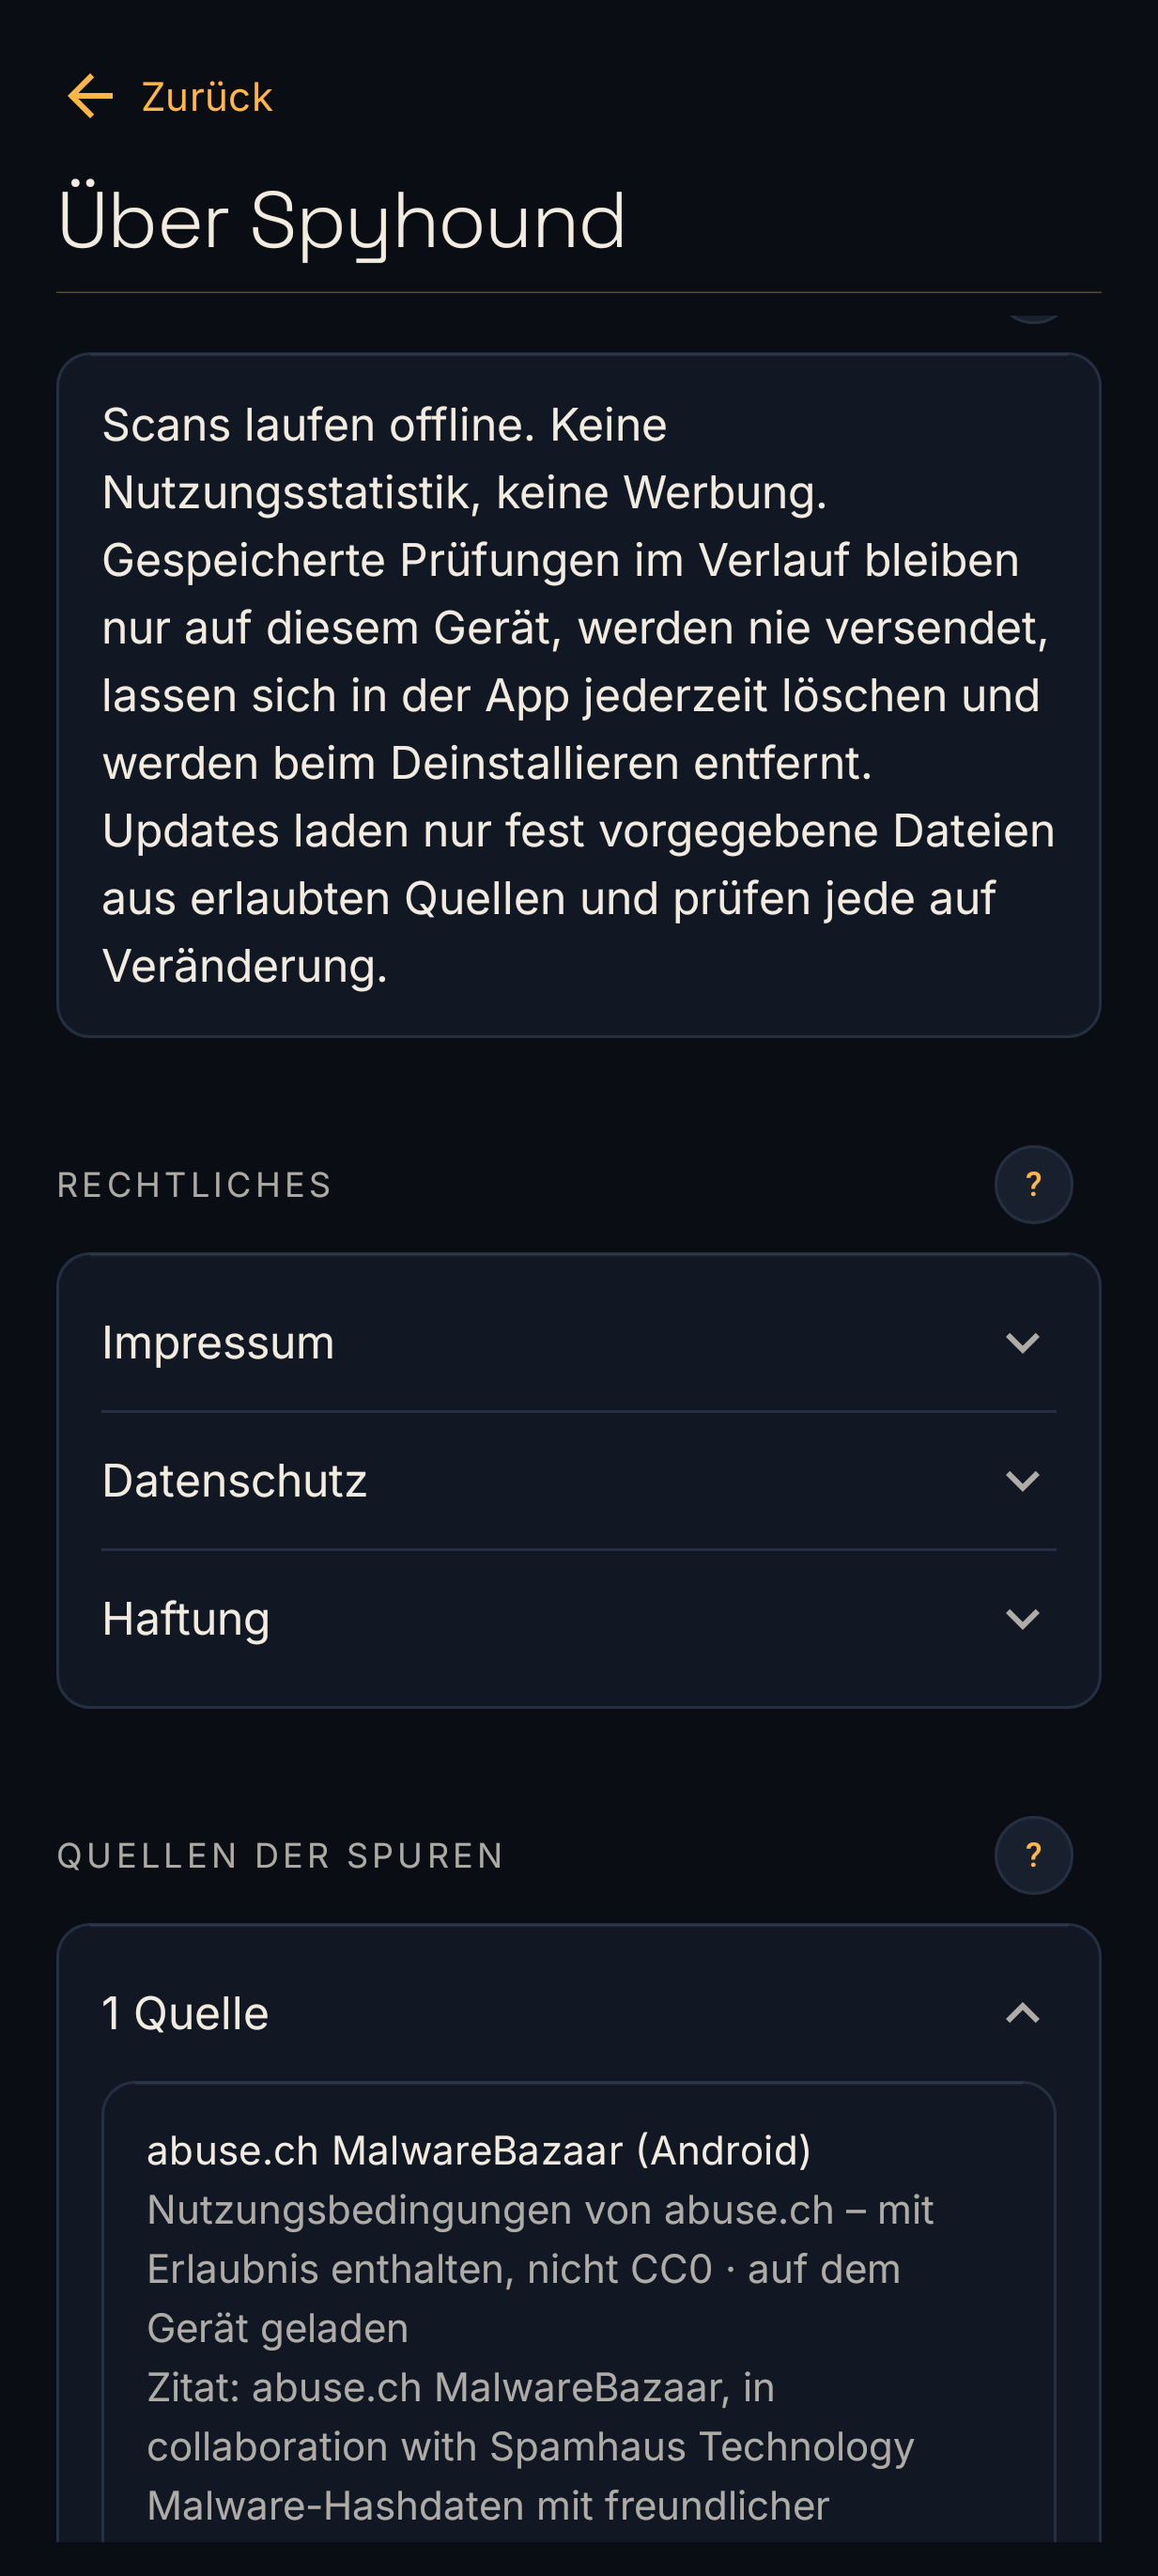 Zurück
Über Spyhound
Scans laufen offline. Keine
Nutzungsstatistik, keine Werbung.
Gespeicherte Prüfungen im Verlauf bleiben
nur auf diesem Gerät, werden nie versendet,
lassen sich in der App jederzeit löschen und
werden beim Deinstallieren entfernt.
Updates laden nur fest vorgegebene Dateien
aus erlaubten Quellen und prüfen jede auf
Veränderung.
RECHTLICHES ?
Impressum
Datenschutz
Haftung
QUELLEN DER SPUREN ?
1 Quelle
abuse.ch MalwareBazaar (Android)
Nutzungsbedingungen von abuse.ch – mit
Erlaubnis enthalten, nicht CC0 · auf dem
Gerät geladen
Zitat: abuse.ch MalwareBazaar, in
collaboration with Spamhaus Technology
Malware-Hashdaten mit freundlicher